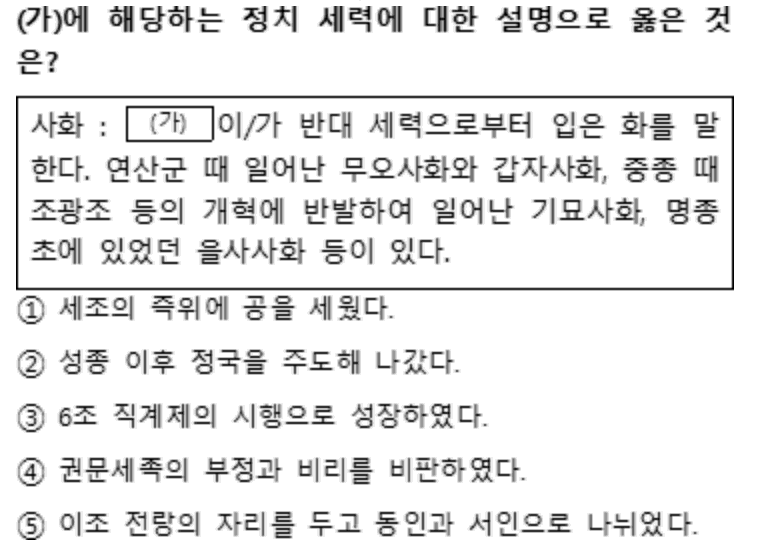 (가)에 해당하는 정치 세력에 대한 설명으로 옳은 것
은?
사화 : (가) 이/가 반대 세력으로부터 입은 화를 말
한다. 연산군 때 일어난 무오사화와 갑자사화, 중종 때
조광조 등의 개혁에 반발하여 일어난 기묘사화, 명종
초에 있었던 을사사화 등이 있다.
① 세조의 즉위에 공을 세웠다.
② 성종 이후 정국을 주도해 나갔다.
③ 6조 직계제의 시행으로 성장하였다.
④ 권문세족의 부정과 비리를 비판하였다.
⑤ 이조 전랑의 자리를 두고 동인과 서인으로 나뉘었다.